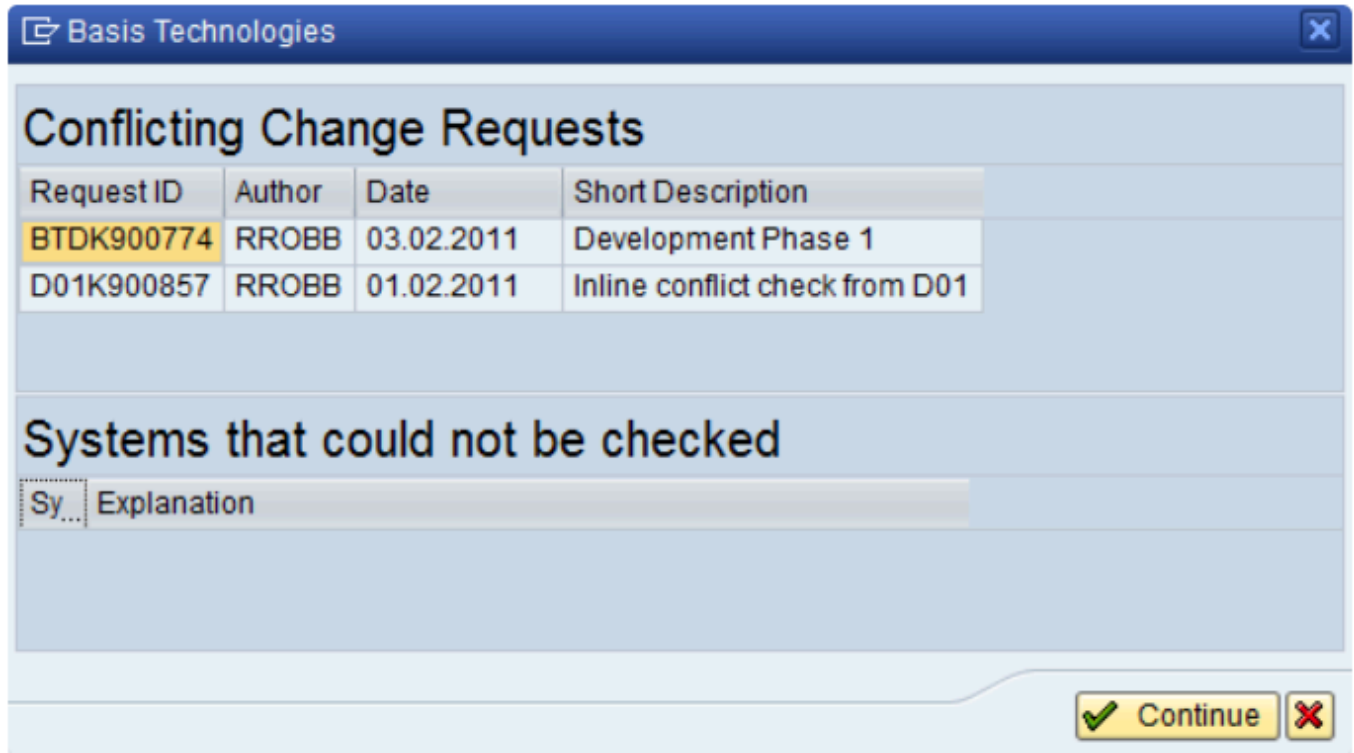 Basis Technologies
Conflicting Change Requests
Request ID Author Date Short Description
BTDK900774 RROBB 03.02.2011 Development Phase 1
D01K900857 RROBB 01.02.2011 Inline conflict check from D01
Systems that could not be checked
Sy... Explanation
Continue